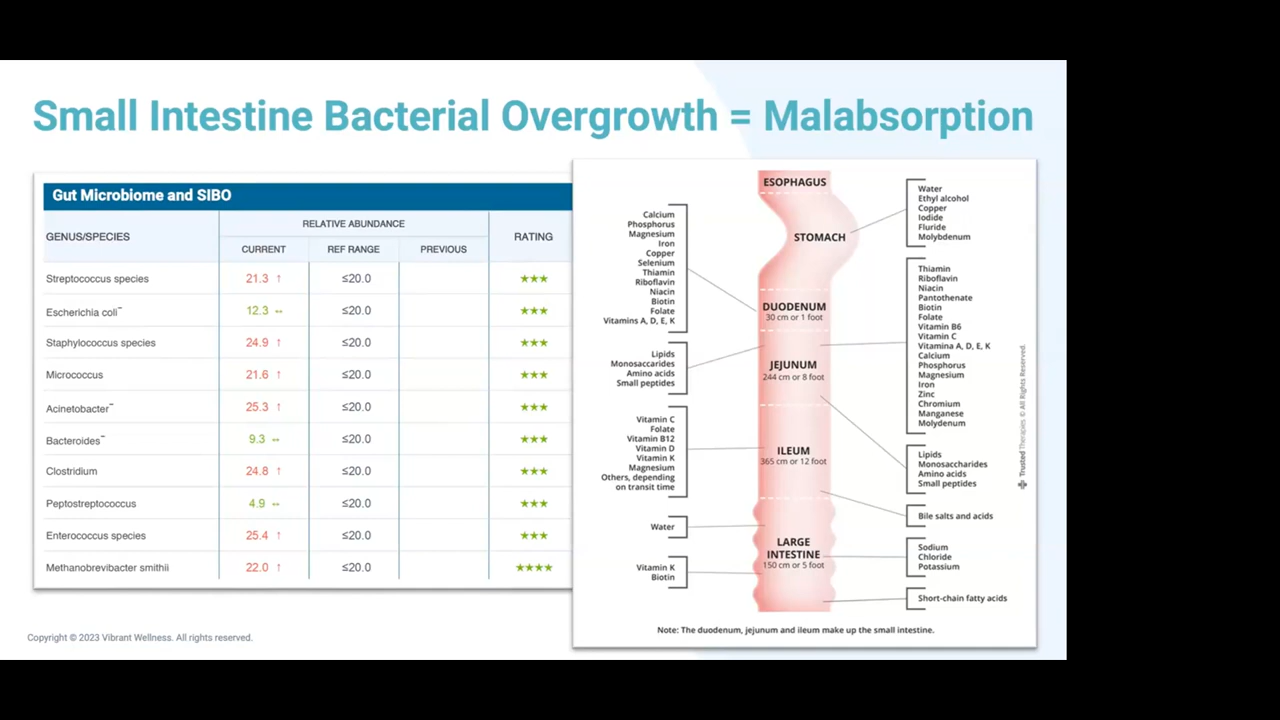 Small Intestine Bacterial Overgrowth = Malabsorption
Gut Microbiome and SIBO
GENUS/SPECIES
RELATIVE ABUNDANCE
RATING
CURRENT REF RANGE PREVIOUS
Streptococcus species 21.3 ↑ ≤20.0 ★★★
Escherichia coli~ 12.3 ↔ ≤20.0 ★★★
Staphylococcus species 24.9 ↑ ≤20.0 ★★★
Micrococcus 21.6 ↑ ≤20.0 ★★★
Acinetobacter~ 25.3 ↑ ≤20.0 ★★★
Bacteroides~ 9.3 ↔ ≤20.0 ★★★
Clostridium 24.8 ↑ ≤20.0 ★★★
Peptostreptococcus 4.9 ↔ ≤20.0 ★★★
Enterococcus species 25.4 ↑ ≤20.0 ★★★
Methanobrevibacter smithii 22.0 ↑ ≤20.0 ★★★★
Calcium
Phosphorus
Magnesium
Iron
Copper
Selenium
Thiamin
Riboflavin
Niacin
Biotin
Folate
Vitamins A, D, E, K
Lipids
Monosaccarides
Amino acids
Small peptides
Vitamin C
Folate
Vitamin B12
Vitamin D
Vitamin K
Magnesium
Others, depending
on transit time
Water
Vitamin K
Biotin
ESOPHAGUS
STOMACH
DUODENUM
30 cm or 1 foot
JEJUNUM
244 cm or 8 foot
ILEUM
365 cm or 12 foot
LARGE
INTESTINE
150 cm or 5 foot
Water
Ethyl alcohol
Copper
Iodide
Fluride
Molybdenum
Thiamin
Riboflavin
Niacin
Pantothenate
Biotin
Folate
Vitamin B6
Vitamin C
Vitamina A, D, E, K
Calcium
Phosphorus
Magnesium
Iron
Zinc
Chromium
Manganese
Molydenum
Lipids
Monosaccharides
Amino acids
Small peptides
Bile salts and acids
Sodium
Chloride
Potassium
Short-chain fatty acids
Trusted Therapies © All Rights Reserved.
Note: The duodenum, jejunum and ileum make up the small intestine.
Copyright © 2023 Vibrant Wellness. All rights reserved.